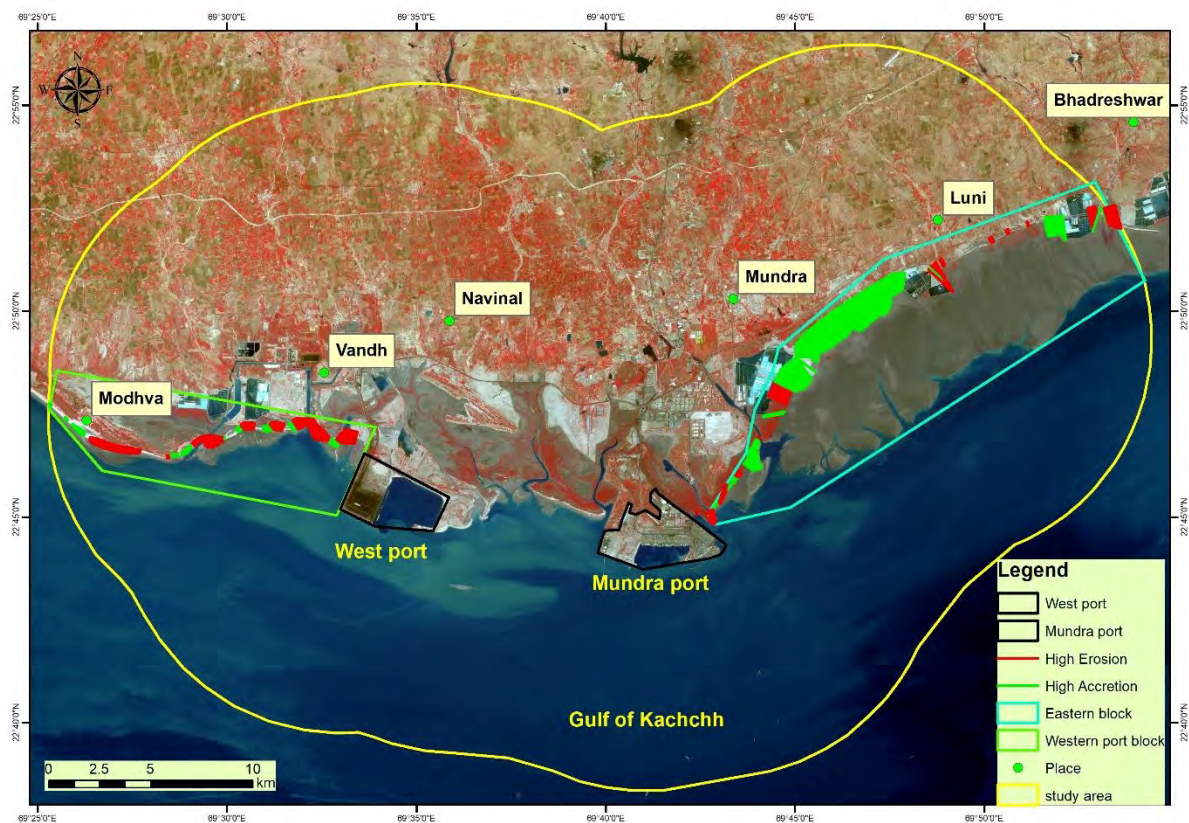 69°25'0"E 69°30'0"E 69°35'0"E 69°40'0"E 69°45'0"E 69°50'0"E
N
W E
S
22°55'0"N 22°55'0"N
Bhadreshwar
Luni
Mundra
Navinal
22°50'0"N 22°50'0"N
Vandh
Modhva
22°45'0"N 22°45'0"N
West port
Mundra port
Legend
West port
Mundra port
High Erosion
High Accretion
Eastern block
Western port block
Place
study area
Gulf of Kachchh
22°40'0"N 22°40'0"N
0 2.5 5 10
km
69°25'0"E 69°30'0"E 69°35'0"E 69°40'0"E 69°45'0"E 69°50'0"E